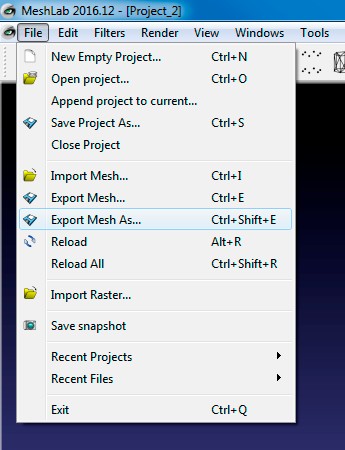 MeshLab 2016.12 - [Project_2]
File Edit Filters Render View Windows Tools
New Empty Project... Ctrl+N
Open project... Ctrl+O
Append project to current...
Save Project As... Ctrl+S
Close Project
Import Mesh... Ctrl+I
Export Mesh... Ctrl+E
Export Mesh As... Ctrl+Shift+E
Reload Alt+R
Reload All Ctrl+Shift+R
Import Raster...
Save snapshot
Recent Projects
Recent Files
Exit Ctrl+Q